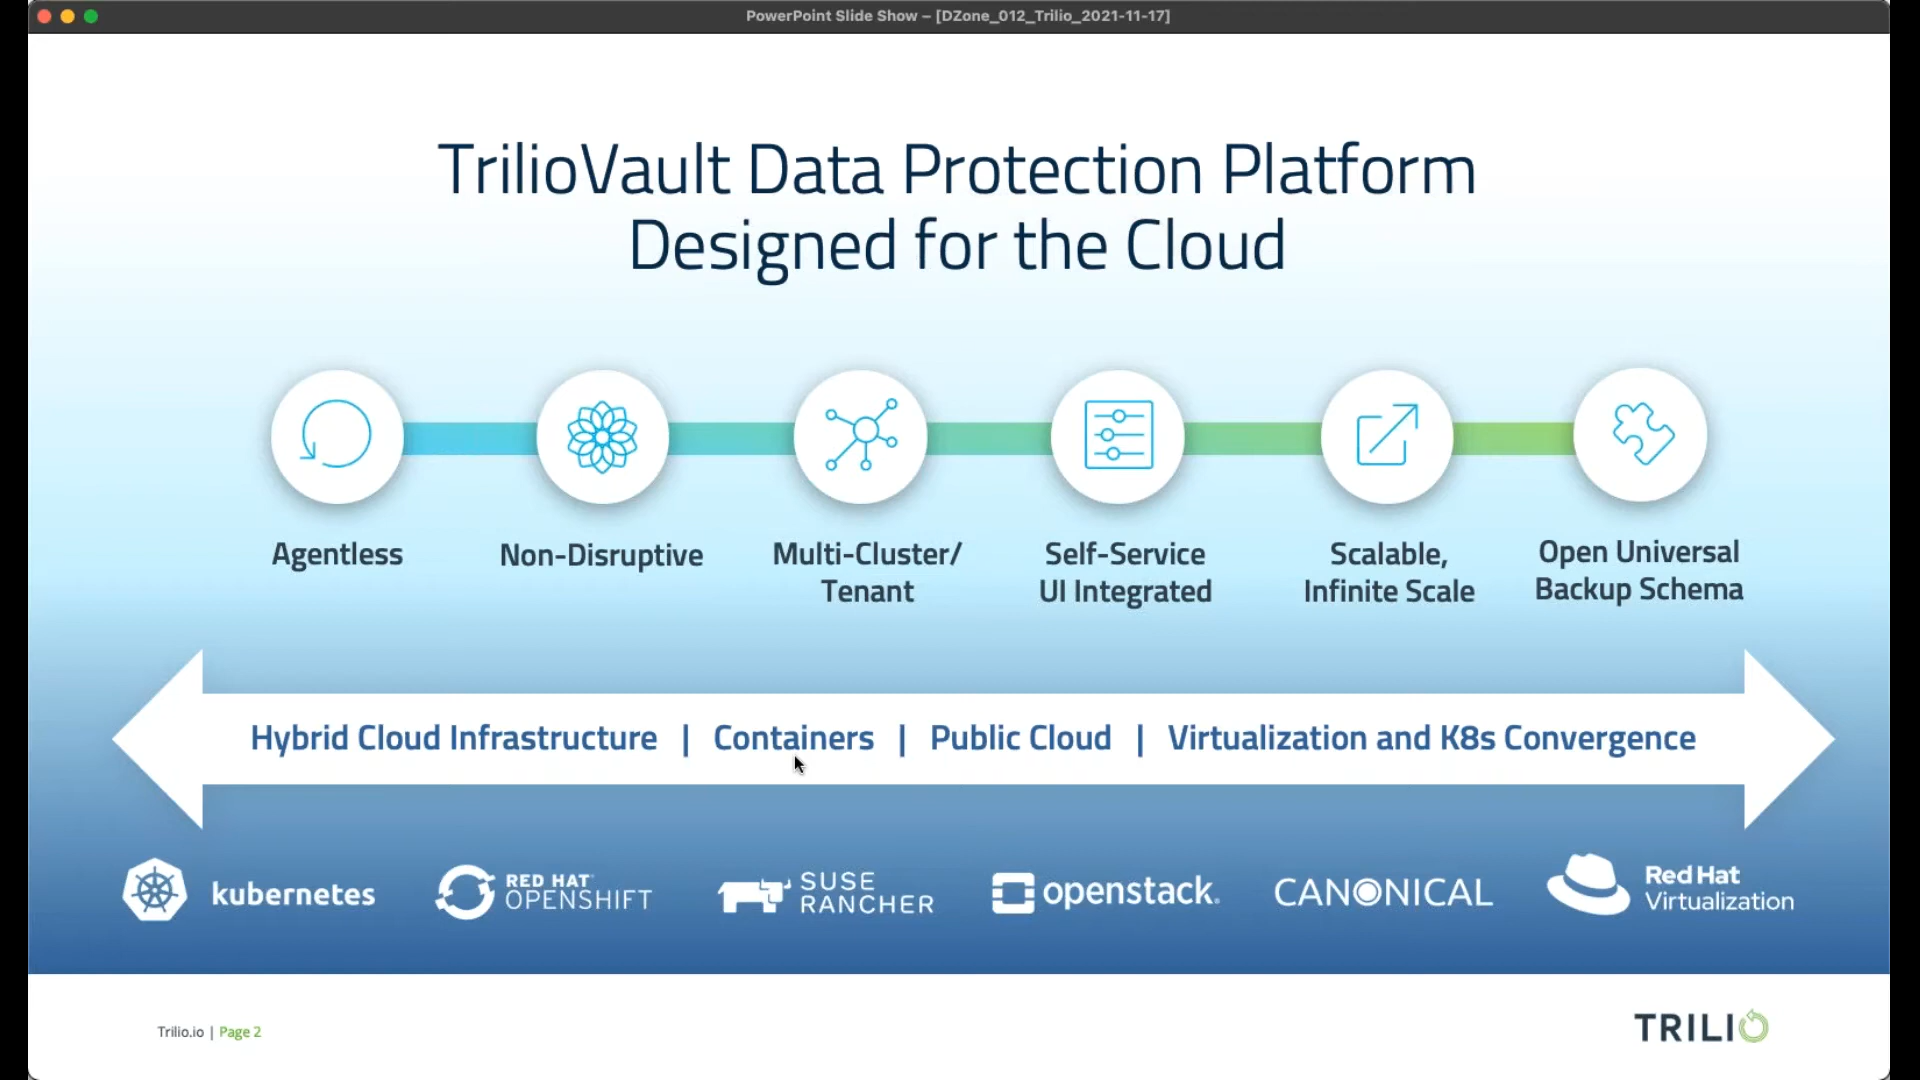 PowerPoint Slide Show – [DZone_012_Trilio_2021-11-17]
TrilioVault Data Protection Platform
Designed for the Cloud
Agentless
Non-Disruptive
Multi-Cluster/
Tenant
Self-Service
UI Integrated
Scalable,
Infinite Scale
Open Universal
Backup Schema
Hybrid Cloud Infrastructure | Containers | Public Cloud | Virtualization and K8s Convergence
kubernetes
RED HAT
OPENSHIFT
SUSE
RANCHER
openstack.
CANONICAL
Red Hat
Virtualization
Trilio.io | Page 2
TRILIO